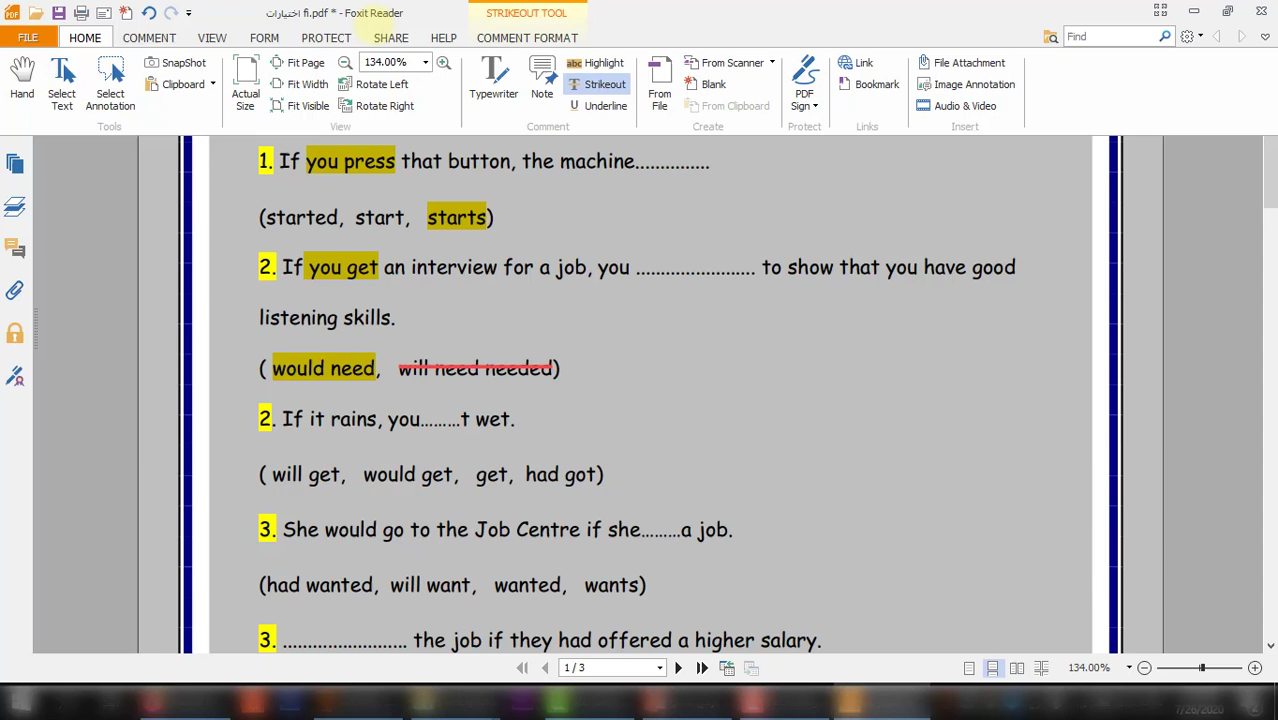 اختيارات fi.pdf * - Foxit Reader
STRIKEOUT TOOL
FILE HOME COMMENT VIEW FORM PROTECT SHARE HELP COMMENT FORMAT Find
Hand
Select Text
Select Annotation
SnapShot
Clipboard
Tools
Actual Size
Fit Page
Fit Width
Fit Visible
134.00%
Rotate Left
Rotate Right
View
Typewriter
Note
Highlight
Strikeout
Underline
Comment
From File
From Scanner
Blank
From Clipboard
Create
PDF Sign
Protect
Link
Bookmark
Links
File Attachment
Image Annotation
Audio & Video
Insert
1. If you press that button, the machine...............
(started, start, starts)
2. If you get an interview for a job, you ........................ to show that you have good
listening skills.
( would need, will need needed)
2. If it rains, you………t wet.
( will get, would get, get, had got)
3. She would go to the Job Centre if she………a job.
(had wanted, will want, wanted, wants)
3. ......................... the job if they had offered a higher salary.
1 / 3
134.00%
7/26/2020